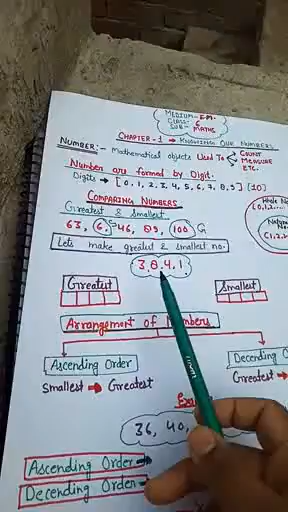 MEDIUM- E.M.
CLASS- 6
SUB- MATHS
CHAPTER-1 → KNOWING OUR NUMBERS
NUMBER:- Mathematical objects Used To COUNT
MEASURE
ETC.
Number are formed by Digit.
Digits → [0, 1, 2, 3, 4, 5, 6, 7, 8, 9] (10)
COMPARING NUMBERS
Greatest & Smallest
63, 6, 46, 89, 100 G
Lets make greatest & smallest no.
3,8,4,1
Greatest
Smallest
Arrangement of Numbers
Ascending Order
Smallest → Greatest
Greatest →
36, 40,
Ascending Order →
Decending Order →